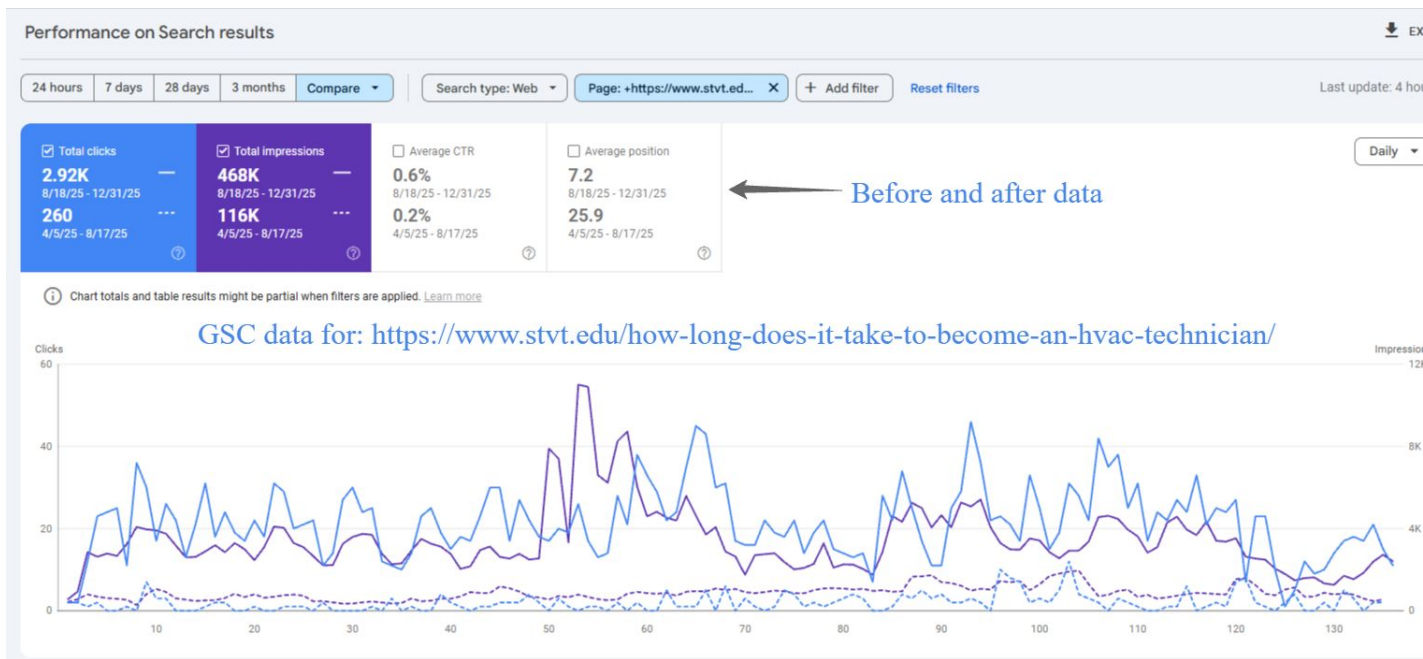 Performance on Search results
EX
24 hours 7 days 28 days 3 months Compare Search type: Web Page: +https://www.stvt.ed... X + Add filter Reset filters Last update: 4 hou
Total clicks Total impressions Average CTR Average position Daily
2.92K 468K 0.6% 7.2
8/18/25 - 12/31/25 8/18/25 - 12/31/25 8/18/25 - 12/31/25 8/18/25 - 12/31/25 Before and after data
260 116K 0.2% 25.9
4/5/25 - 8/17/25 4/5/25 - 8/17/25 4/5/25 - 8/17/25 4/5/25 - 8/17/25
Chart totals and table results might be partial when filters are applied. Learn more
GSC data for: https://www.stvt.edu/how-long-does-it-take-to-become-an-hvac-technician/
Clicks Impression
60 12K
40 8K
20 4K
0 0
10 20 30 40 50 60 70 80 90 100 110 120 130